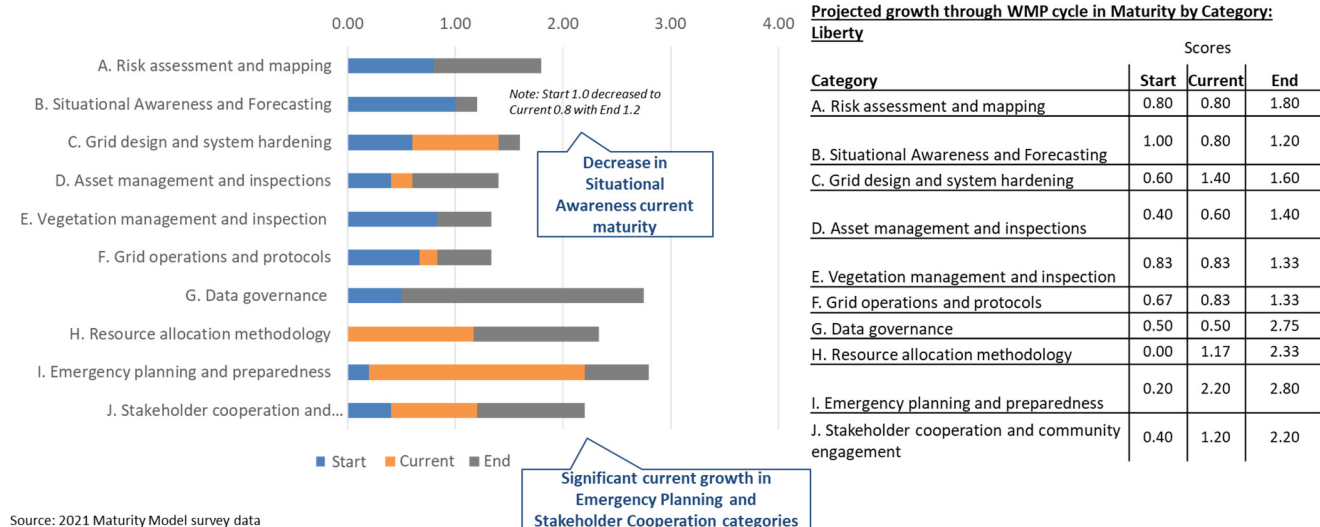 0.00 1.00 2.00 3.00 4.00
A. Risk assessment and mapping
B. Situational Awareness and Forecasting
C. Grid design and system hardening
D. Asset management and inspections
E. Vegetation management and inspection
F. Grid operations and protocols
G. Data governance
H. Resource allocation methodology
I. Emergency planning and preparedness
J. Stakeholder cooperation and...
Note: Start 1.0 decreased to
Current 0.8 with End 1.2
Decrease in
Situational
Awareness current
maturity
Start Current End
Significant current growth in
Emergency Planning and
Stakeholder Cooperation categories
Source: 2021 Maturity Model survey data
Projected growth through WMP cycle in Maturity by Category:
Liberty
Scores
Category Start Current End
A. Risk assessment and mapping 0.80 0.80 1.80
B. Situational Awareness and Forecasting 1.00 0.80 1.20
C. Grid design and system hardening 0.60 1.40 1.60
D. Asset management and inspections 0.40 0.60 1.40
E. Vegetation management and inspection 0.83 0.83 1.33
F. Grid operations and protocols 0.67 0.83 1.33
G. Data governance 0.50 0.50 2.75
H. Resource allocation methodology 0.00 1.17 2.33
I. Emergency planning and preparedness 0.20 2.20 2.80
J. Stakeholder cooperation and community
engagement 0.40 1.20 2.20